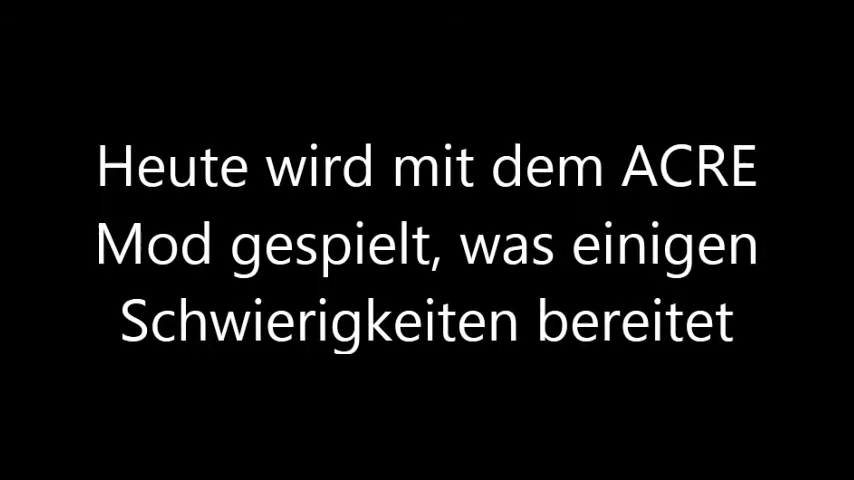 Heute wird mit dem ACRE
Mod gespielt, was einigen
Schwierigkeiten bereitet